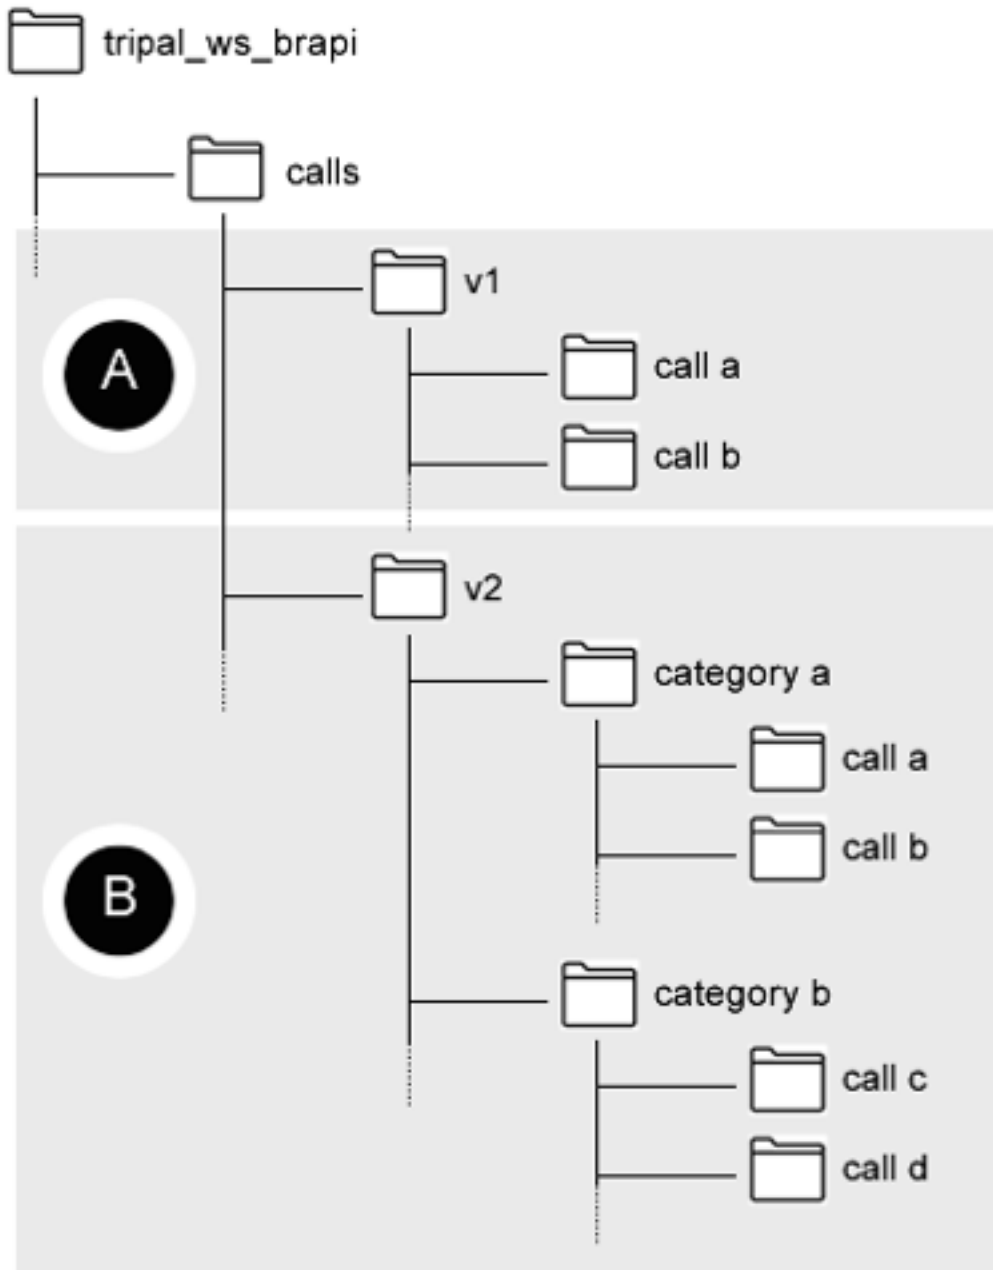 tripal_ws_brapi
calls
v1
A
call a
call b
v2
category a
call a
call b
B
category b
call c
call d